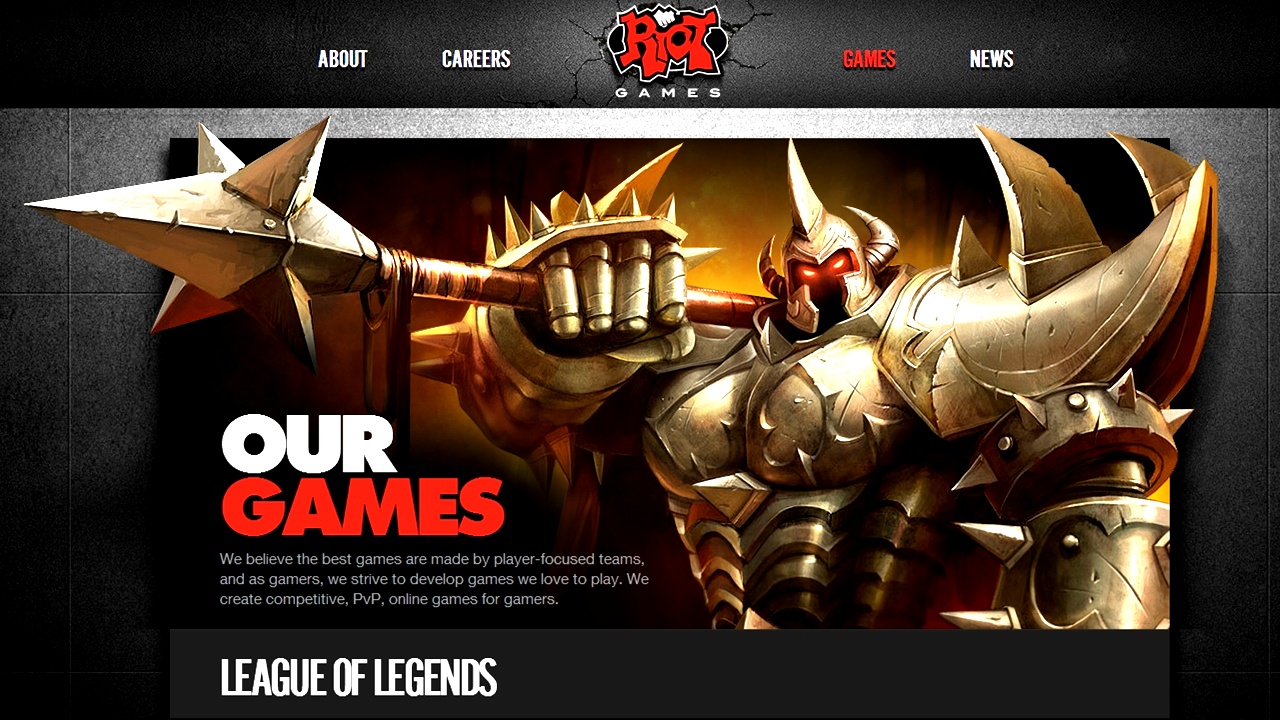 ABOUT
CAREERS
RIOT
GAMES
GAMES
NEWS
OUR
GAMES
We believe the best games are made by player-focused teams,
and as gamers, we strive to develop games we love to play. We
create competitive, PvP, online games for gamers.
LEAGUE OF LEGENDS